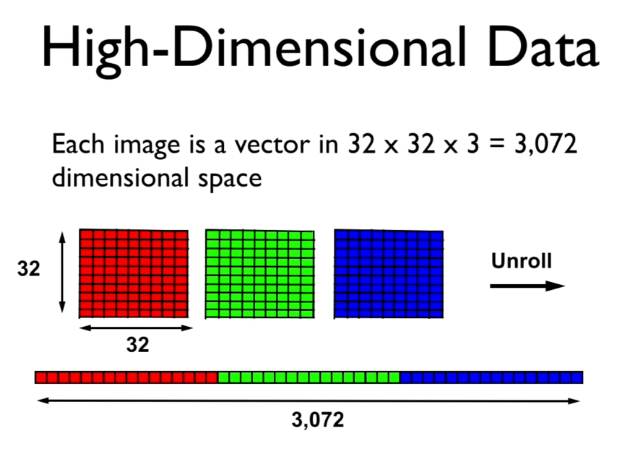 High-Dimensional Data
Each image is a vector in 32 x 32 x 3 = 3,072
dimensional space
32
Unroll
32
3,072